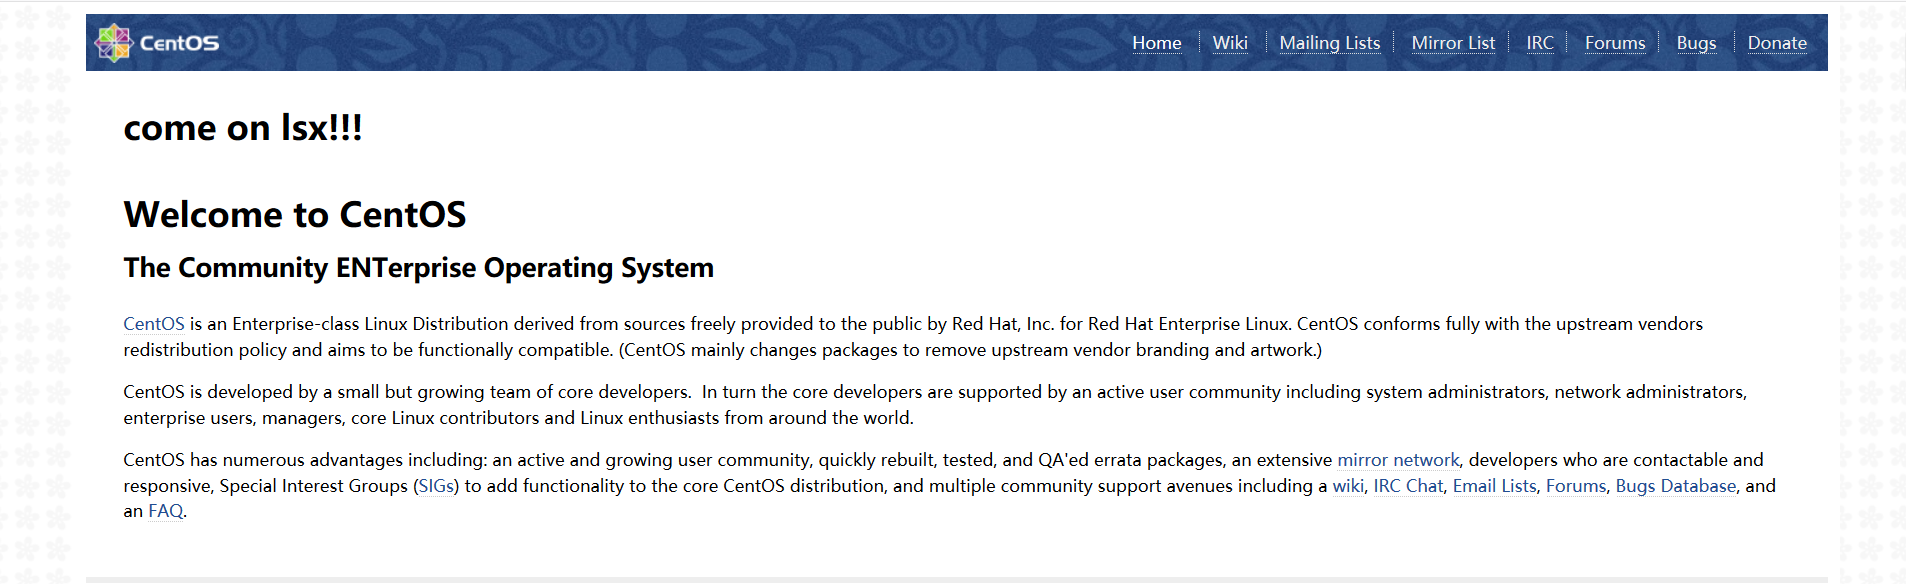 CentOS
Home Wiki Mailing Lists Mirror List IRC Forums Bugs Donate
come on lsx!!!
Welcome to CentOS
The Community ENTerprise Operating System
CentOS is an Enterprise-class Linux Distribution derived from sources freely provided to the public by Red Hat, Inc. for Red Hat Enterprise Linux. CentOS conforms fully with the upstream vendors
redistribution policy and aims to be functionally compatible. (CentOS mainly changes packages to remove upstream vendor branding and artwork.)
CentOS is developed by a small but growing team of core developers.  In turn the core developers are supported by an active user community including system administrators, network administrators,
enterprise users, managers, core Linux contributors and Linux enthusiasts from around the world.
CentOS has numerous advantages including: an active and growing user community, quickly rebuilt, tested, and QA'ed errata packages, an extensive mirror network, developers who are contactable and
responsive, Special Interest Groups (SIGs) to add functionality to the core CentOS distribution, and multiple community support avenues including a wiki, IRC Chat, Email Lists, Forums, Bugs Database, and
an FAQ.